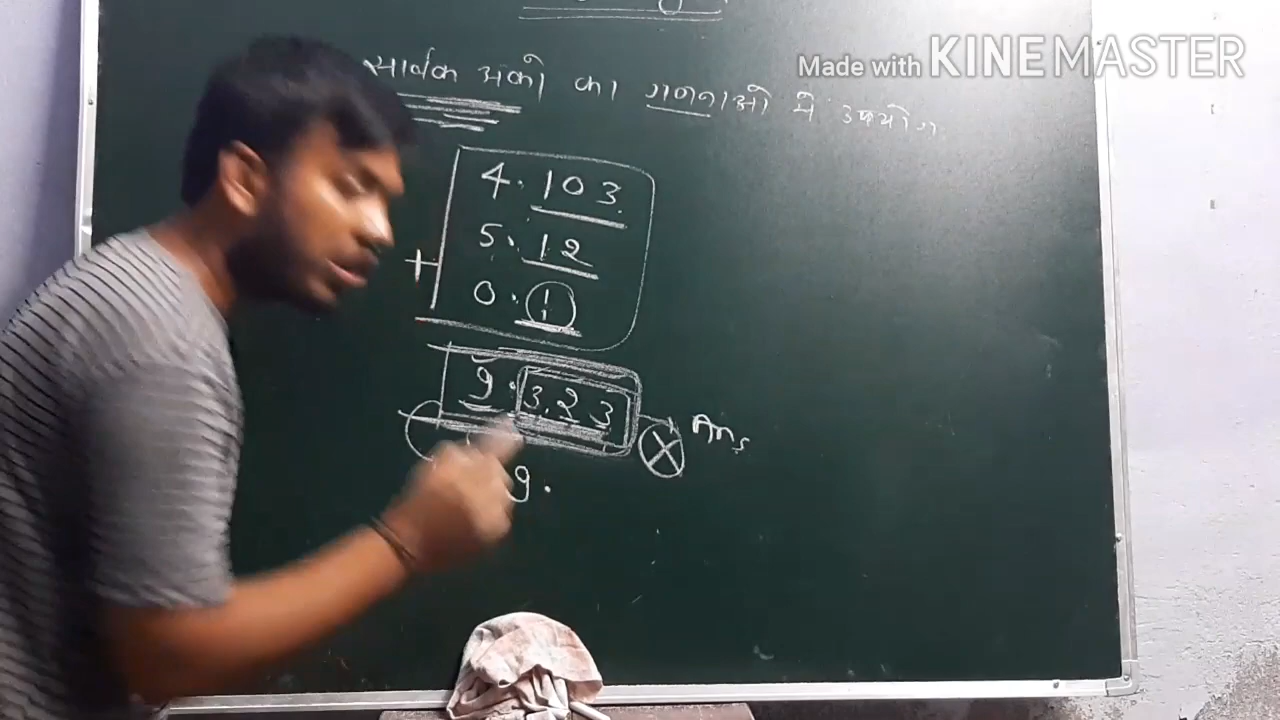 Made with KINEMASTER
सार्थक अंको का गणनाओ मे उपयोग
4.103
5.12
+
0.1
9.323
Ans
9.